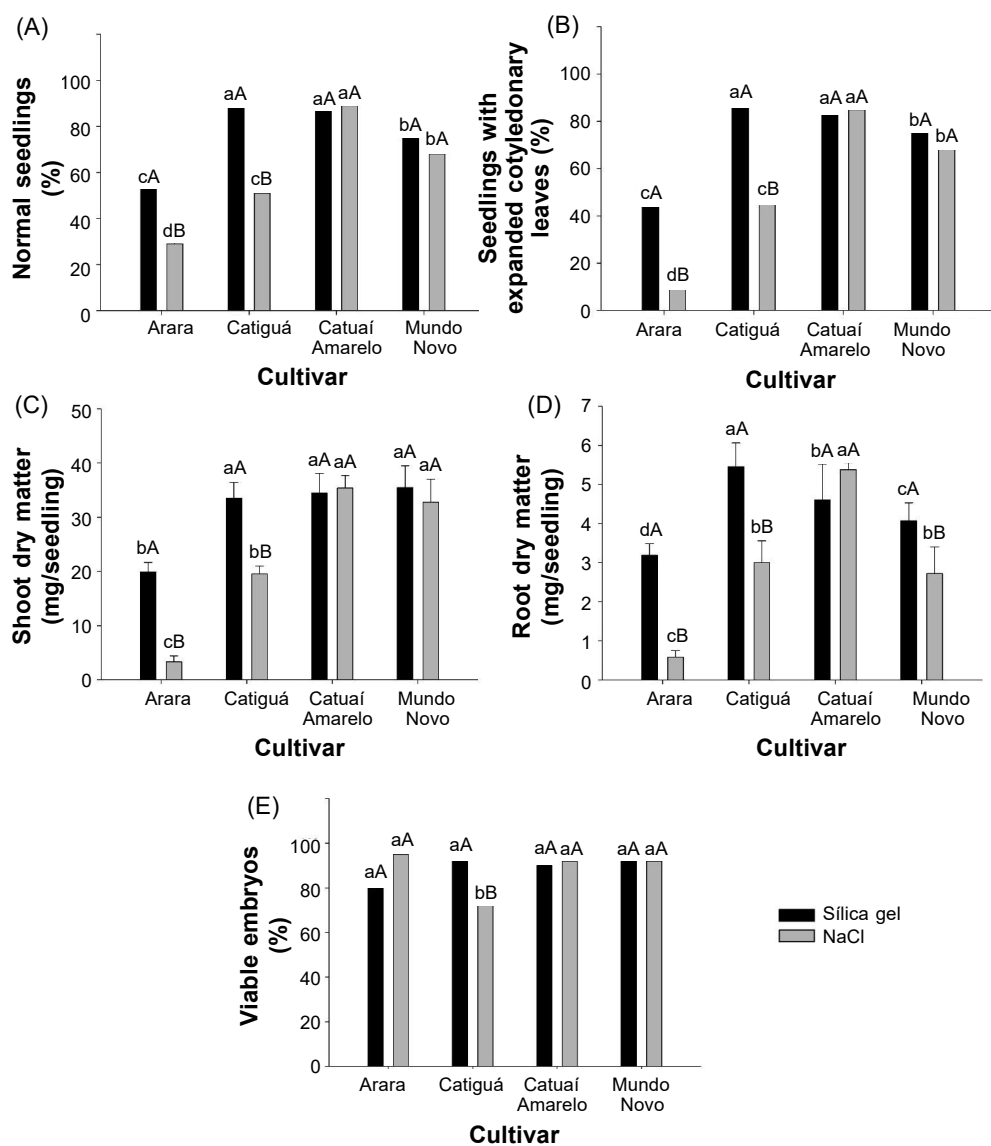 (A)
Normal seedlings
(%)
100
80
60
40
20
0
cA
dB
aA
cB
aA aA
bA
bA
Arara
Catiguá
Catuaí
Amarelo
Mundo
Novo
Cultivar
(B)
Seedlings with
expanded cotyledonary
leaves (%)
100
80
60
40
20
0
cA
dB
aA
cB
aA aA
bA
bA
Arara
Catiguá
Catuaí
Amarelo
Mundo
Novo
Cultivar
(C)
Shoot dry matter
(mg/seedling)
50
40
30
20
10
0
bA
cB
aA
bB
aA aA
aA
aA
Arara
Catiguá
Catuaí
Amarelo
Mundo
Novo
Cultivar
(D)
Root dry matter
(mg/seedling)
7
6
5
4
3
2
1
0
dA
cB
aA
bB
bA aA
cA
bB
Arara
Catiguá
Catuaí
Amarelo
Mundo
Novo
Cultivar
(E)
Viable embryos
(%)
100
80
60
40
20
0
aA
aA
aA
bB
aA aA
aA aA
Arara
Catiguá
Catuaí
Amarelo
Mundo
Novo
Cultivar
Sílica gel
NaCl